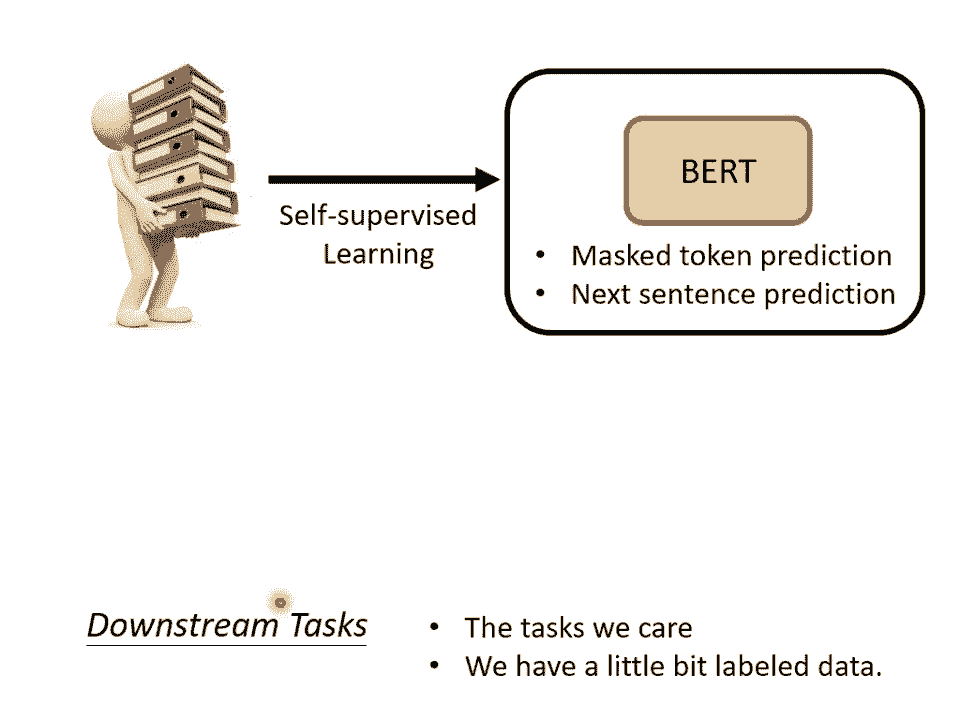 BERT
Self-supervised
Learning
• Masked token prediction
• Next sentence prediction
Downstream Tasks
• The tasks we care
• We have a little bit labeled data.